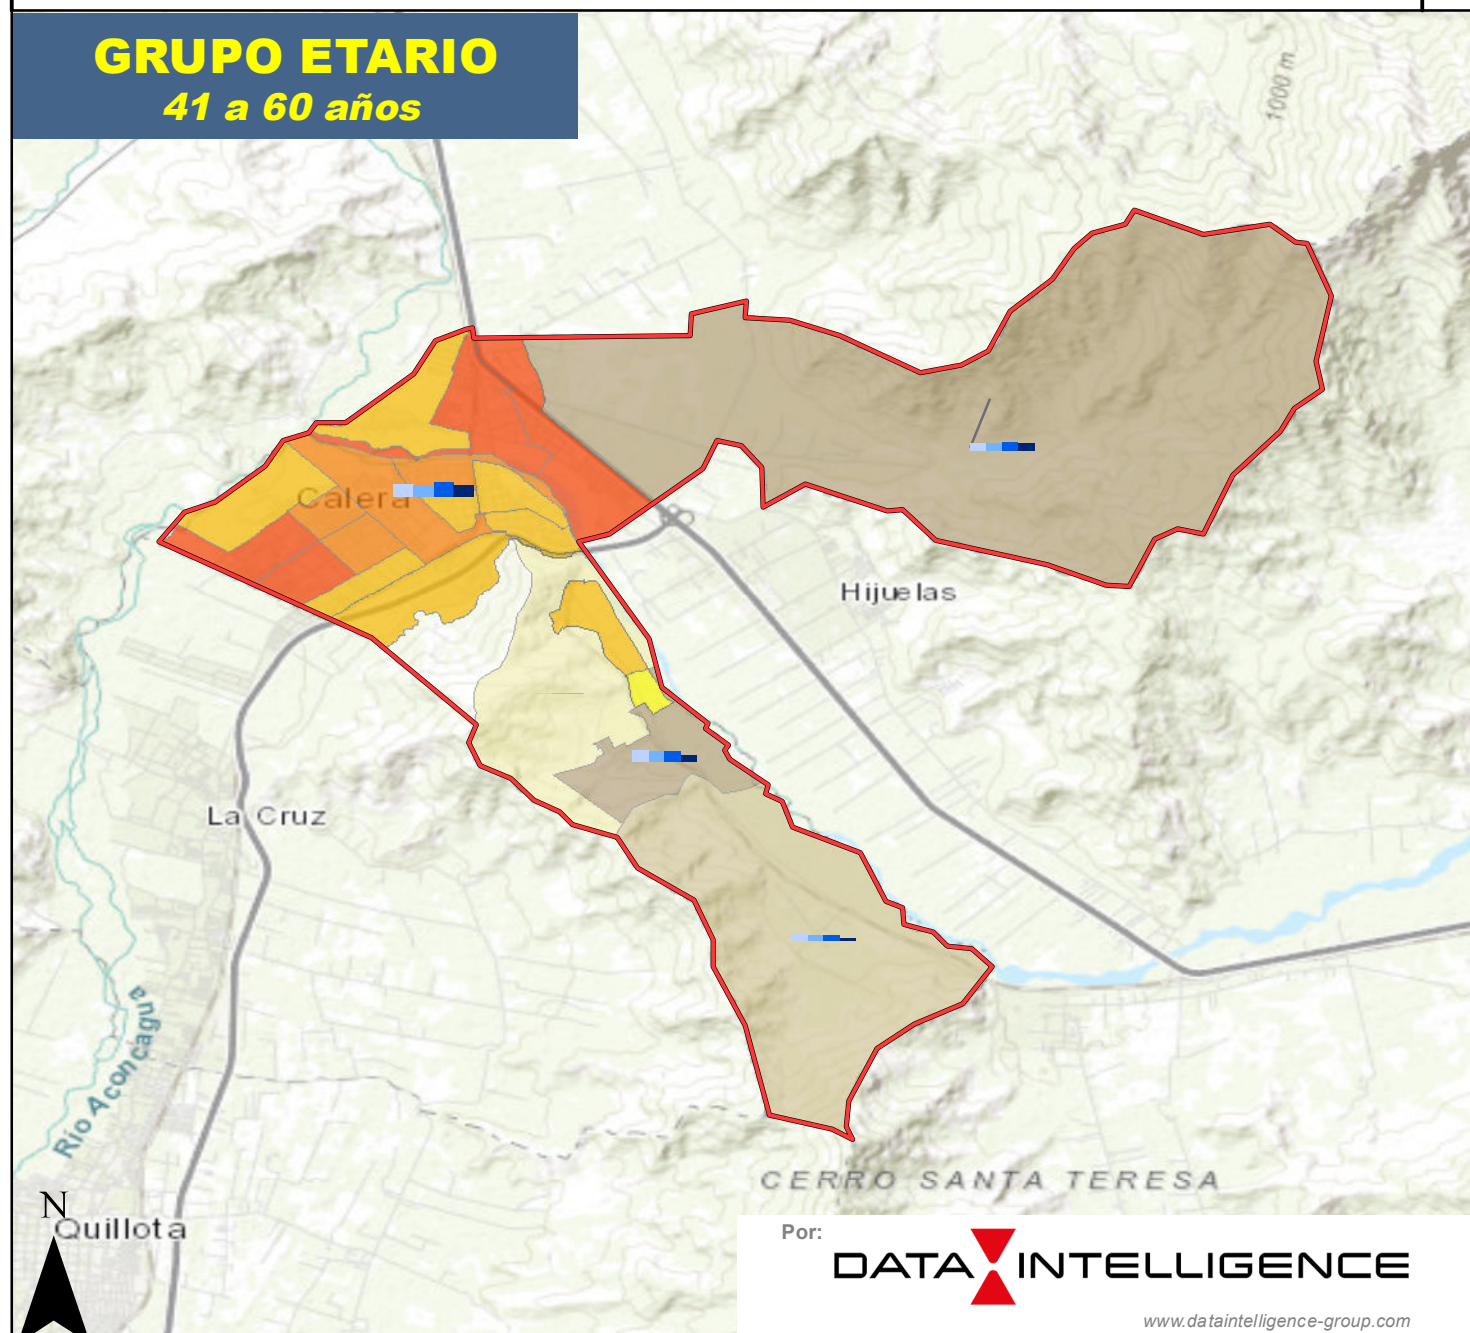 GRUPO ETARIO
41 a 60 años
1000 m
Calera
Hijuelas
La Cruz
Río Aconcagua
CERRO SANTA TERESA
N
Quillota
Por:
DATA INTELLIGENCE
www.dataintelligence-group.com